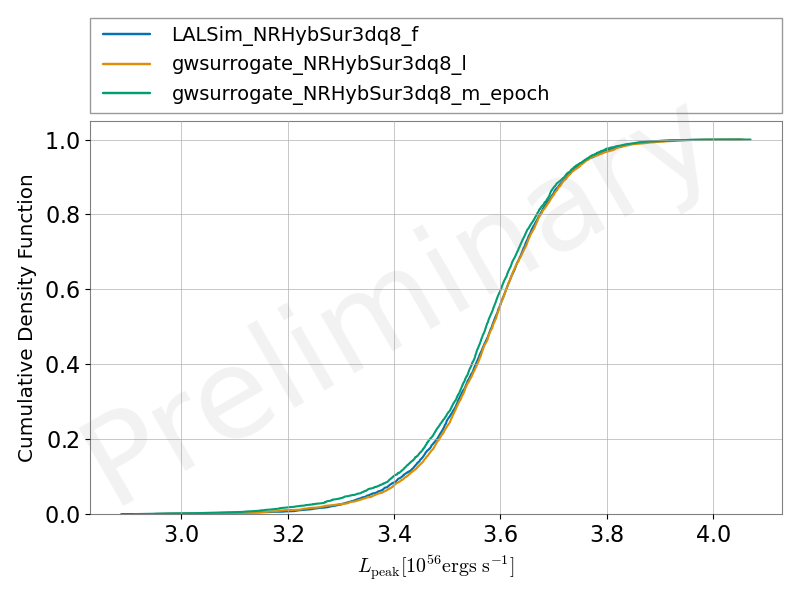 LALSim_NRHybSur3dq8_f
gwsurrogate_NRHybSur3dq8_l
gwsurrogate_NRHybSur3dq8_m_epoch
Preliminary
Cumulative Density Function
1.0
0.8
0.6
0.4
0.2
0.0
3.0 3.2 3.4 3.6 3.8 4.0
L_peak[10^56 ergs s^−1]